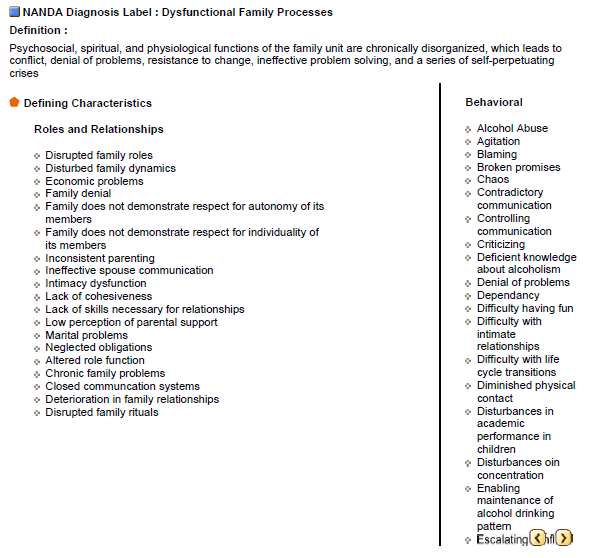 NANDA Diagnosis Label : Dysfunctional Family Processes
Definition :
Psychosocial, spiritual, and physiological functions of the family unit are chronically disorganized, which leads to
conflict, denial of problems, resistance to change, ineffective problem solving, and a series of self-perpetuating
crises
Defining Characteristics
Roles and Relationships
Disrupted family roles
Disturbed family dynamics
Economic problems
Family denial
Family does not demonstrate respect for autonomy of its
members
Family does not demonstrate respect for individuality of
its members
Inconsistent parenting
Ineffective spouse communication
Intimacy dysfunction
Lack of cohesiveness
Lack of skills necessary for relationships
Low perception of parental support
Marital problems
Neglected obligations
Altered role function
Chronic family problems
Closed communcation systems
Deterioration in family relationships
Disrupted family rituals
Behavioral
Alcohol Abuse
Agitation
Blaming
Broken promises
Chaos
Contradictory
communication
Controlling
communication
Criticizing
Deficient knowledge
about alcoholism
Denial of problems
Dependancy
Difficulty having fun
Difficulty with
intimate
relationships
Difficulty with life
cycle transitions
Diminished physical
contact
Disturbances in
academic
performance in
children
Disturbances oin
concentration
Enabling
maintenance of
alcohol drinking
pattern
Escalating